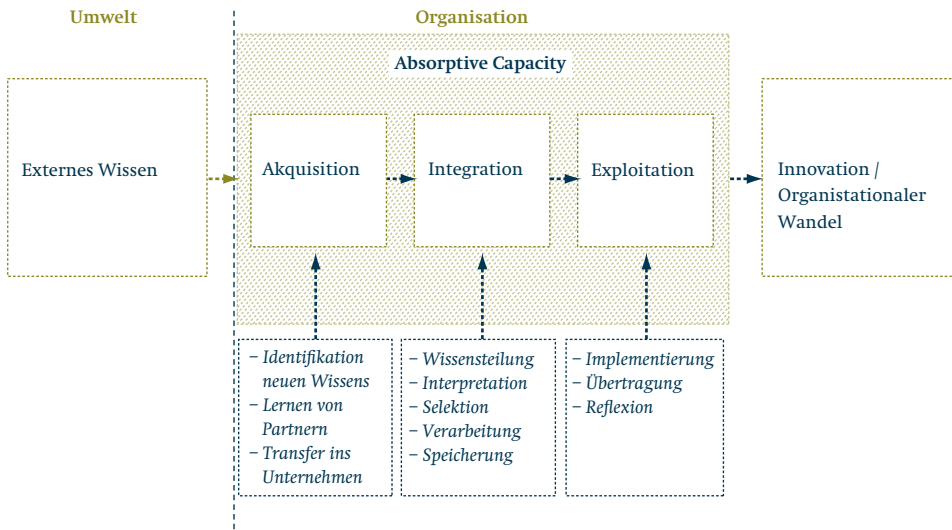 Umwelt
Organisation
Absorptive Capacity
Externes Wissen
Akquisition
Integration
Exploitation
Innovation /
Organistationaler
Wandel
– Identifikation
neuen Wissens
– Lernen von
Partnern
– Transfer ins
Unternehmen
– Wissensteilung
– Interpretation
– Selektion
– Verarbeitung
– Speicherung
– Implementierung
– Übertragung
– Reflexion